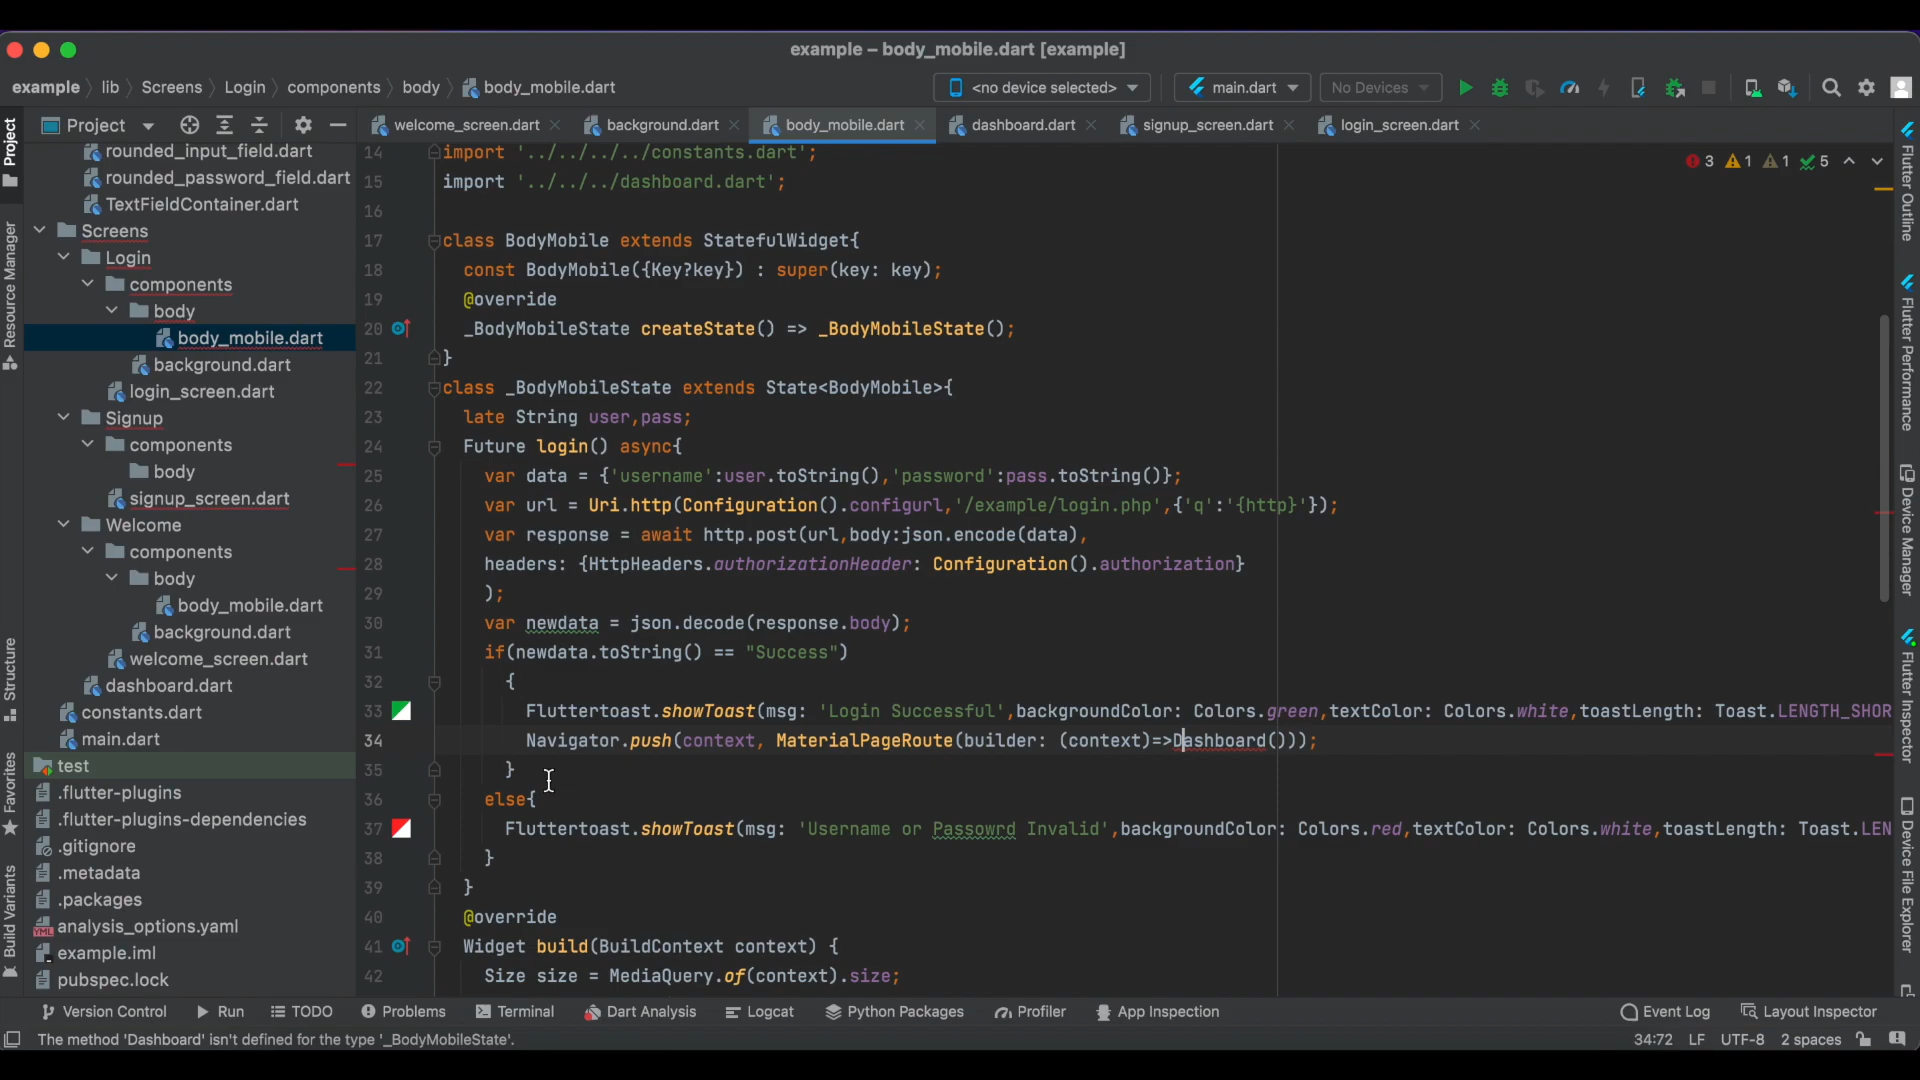 example – body_mobile.dart [example]
example lib Screens Login components body body_mobile.dart
<no device selected> main.dart No Devices
Project
welcome_screen.dart background.dart body_mobile.dart dashboard.dart signup_screen.dart login_screen.dart
Project
Resource Manager
Structure
Favorites
Build Variants
rounded_input_field.dart
rounded_password_field.dart
TextFieldContainer.dart
Screens
Login
components
body
body_mobile.dart
background.dart
login_screen.dart
Signup
components
body
signup_screen.dart
Welcome
components
body
body_mobile.dart
background.dart
welcome_screen.dart
dashboard.dart
constants.dart
main.dart
test
.flutter-plugins
.flutter-plugins-dependencies
.gitignore
.metadata
.packages
analysis_options.yaml
example.iml
pubspec.lock
3 1 1 5
14 import '../../../../constants.dart';
15 import '../../../dashboard.dart';
16
17 class BodyMobile extends StatefulWidget{
18 const BodyMobile({Key?key}) : super(key: key);
19 @override
20 _BodyMobileState createState() => _BodyMobileState();
21 }
22 class _BodyMobileState extends State<BodyMobile>{
23 late String user,pass;
24 Future login() async{
25 var data = {'username':user.toString(),'password':pass.toString()};
26 var url = Uri.http(Configuration().configurl,'/example/login.php',{'q':'{http}'});
27 var response = await http.post(url,body:json.encode(data),
28 headers: {HttpHeaders.authorizationHeader: Configuration().authorization}
29 );
30 var newdata = json.decode(response.body);
31 if(newdata.toString() == "Success")
32 {
33 Fluttertoast.showToast(msg: 'Login Successful',backgroundColor: Colors.green,textColor: Colors.white,toastLength: Toast.LENGTH_SHOR
34 Navigator.push(context, MaterialPageRoute(builder: (context)=>Dashboard()));
35 }
36 else{
37 Fluttertoast.showToast(msg: 'Username or Passowrd Invalid',backgroundColor: Colors.red,textColor: Colors.white,toastLength: Toast.LEN
38 }
39 }
40 @override
41 Widget build(BuildContext context) {
42 Size size = MediaQuery.of(context).size;
Flutter Outline
Flutter Performance
Device Manager
Flutter Inspector
Device File Explorer
Version Control Run TODO Problems Terminal Dart Analysis Logcat Python Packages Profiler App Inspection Event Log Layout Inspector
The method 'Dashboard' isn't defined for the type '_BodyMobileState'. 34:72 LF UTF-8 2 spaces